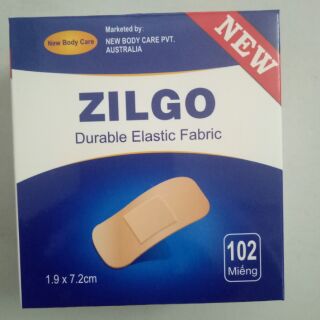 New Body Care
Marketed by:
NEW BODY CARE PVT.
AUSTRALIA
NEW
ZILGO
Durable Elastic Fabric
102
Miếng
1.9 x 7.2cm